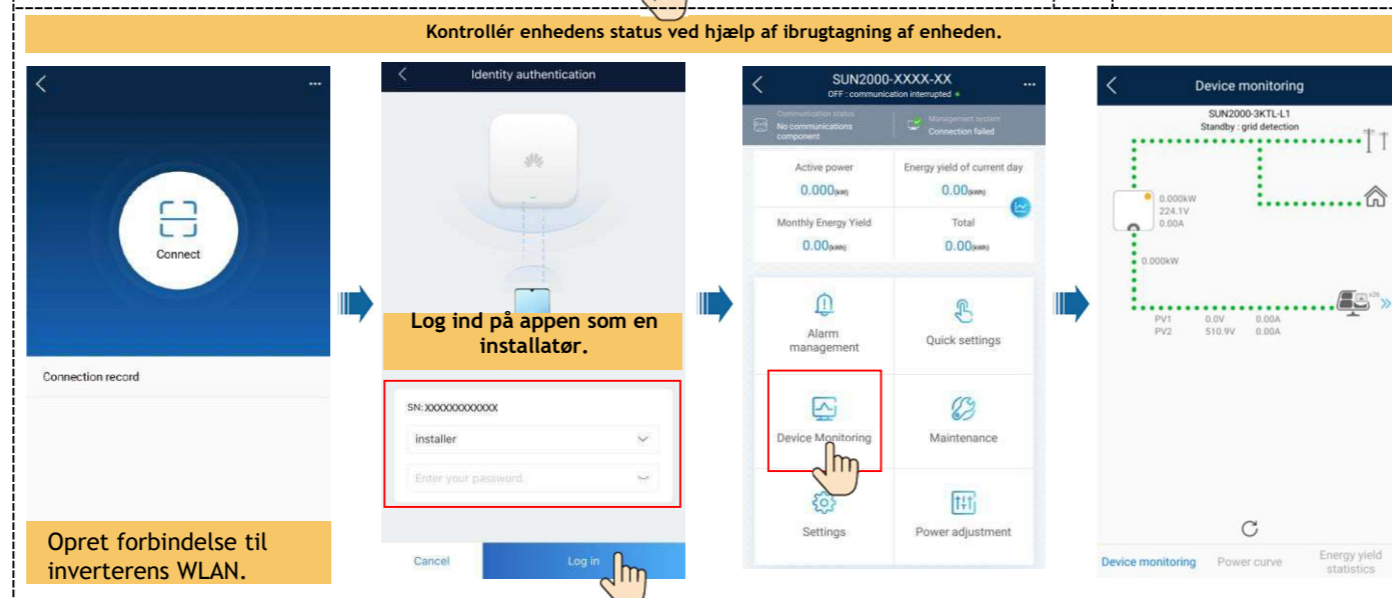 Kontrollér enhedens status ved hjælp af ibrugtagning af enheden.
Connect
Connection record
Opret forbindelse til
inverterens WLAN.
Identity authentication
Log ind på appen som en
installatør.
SN: XXXXXXXXXXXX
installer
Enter your password.
Cancel
Log in
SUN2000-XXXX-XX
OFF : communication interrupted
Communication status
No communications
component
Management system
Connection failed
Active power
0.000(kW)
Energy yield of current day
0.00(kWh)
Monthly Energy Yield
0.00(kWh)
Total
0.00(kWh)
Alarm
management
Quick settings
Device Monitoring
Maintenance
Settings
Power adjustment
Device monitoring
SUN2000-3KTL-L1
Standby : grid detection
0.000kW
224.1V
0.00A
0.000kW
PV1 0.0V 0.00A
PV2 510.9V 0.00A
Device monitoring
Power curve
Energy yield
statistics